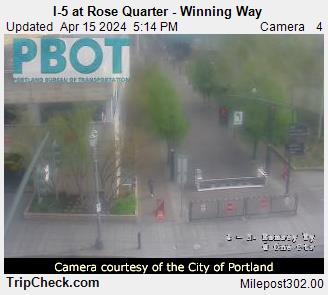 I-5 at Rose Quarter - Winning Way
Updated Apr 15 2024 5:14 PM Camera 4
PBOT
PORTLAND BUREAU OF TRANSPORTATION
Camera courtesy of the City of Portland
TripCheck.com Milepost302.00